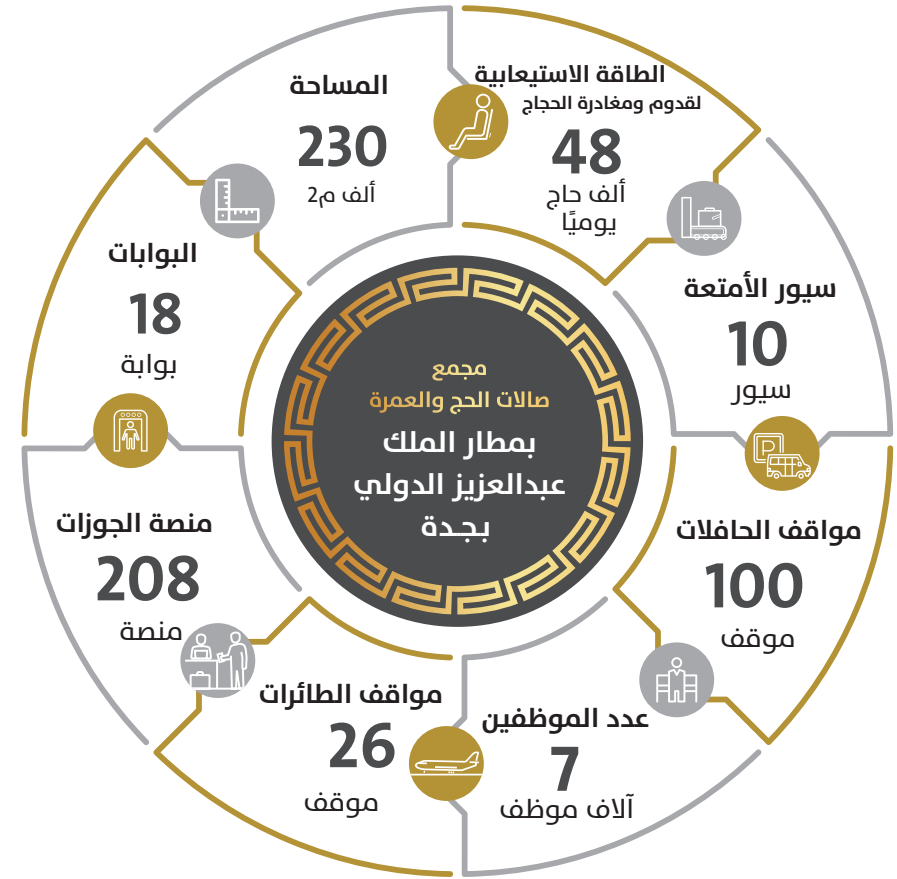 مجمع
صالات الحج والعمرة
بمطار الملك
عبدالعزيز الدولي
بجـدة
الطاقة الاستيعابية
لقدوم ومغادرة الحجاج
48
ألف حاج
يوميًا
سيور الأمتعة
10
سيور
مواقف الحافلات
100
موقف
عدد الموظفين
7
آلاف موظف
مواقف الطائرات
26
موقف
منصة الجوزات
208
منصة
البوابات
18
بوابة
المساحة
230
ألف م2
P